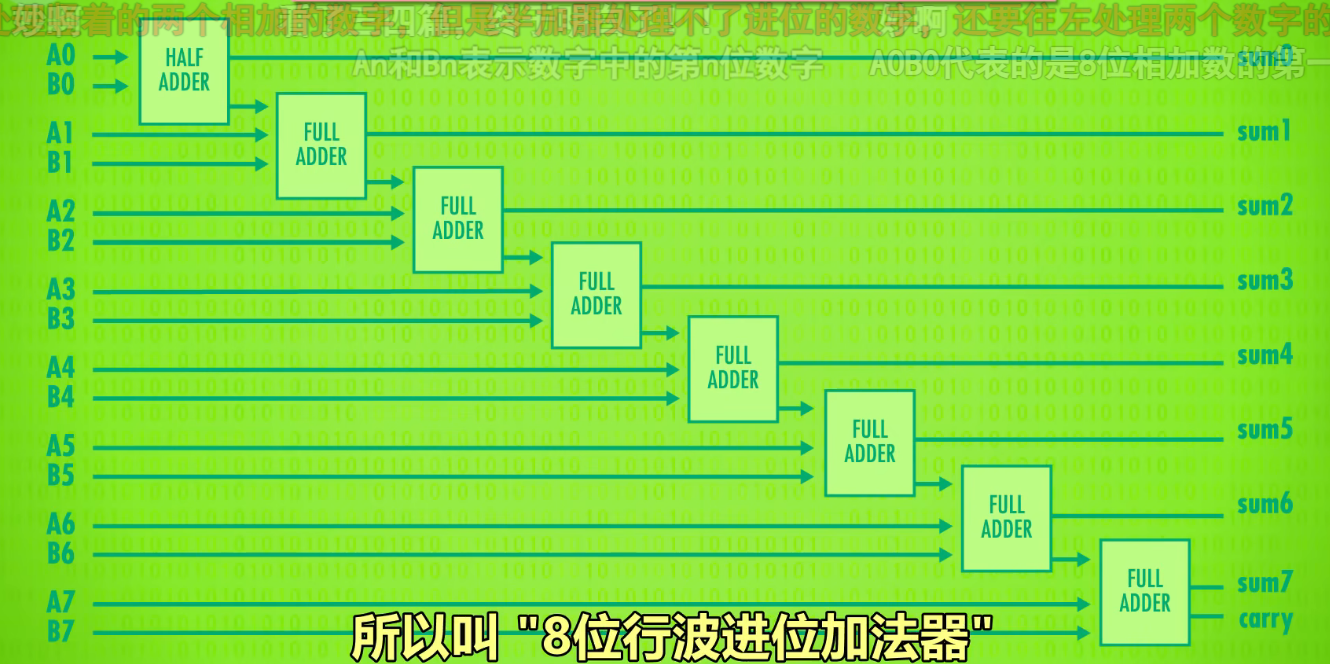 An和Bn表示数字中的第n位数字
A0B0代表的是8位相加数的第一
A0
B0
HALF
ADDER
sum0
A1
B1
FULL
ADDER
sum1
A2
B2
FULL
ADDER
sum2
A3
B3
FULL
ADDER
sum3
A4
B4
FULL
ADDER
sum4
A5
B5
FULL
ADDER
sum5
A6
B6
FULL
ADDER
sum6
A7
B7
FULL
ADDER
sum7
carry
所以叫 "8位行波进位加法器"